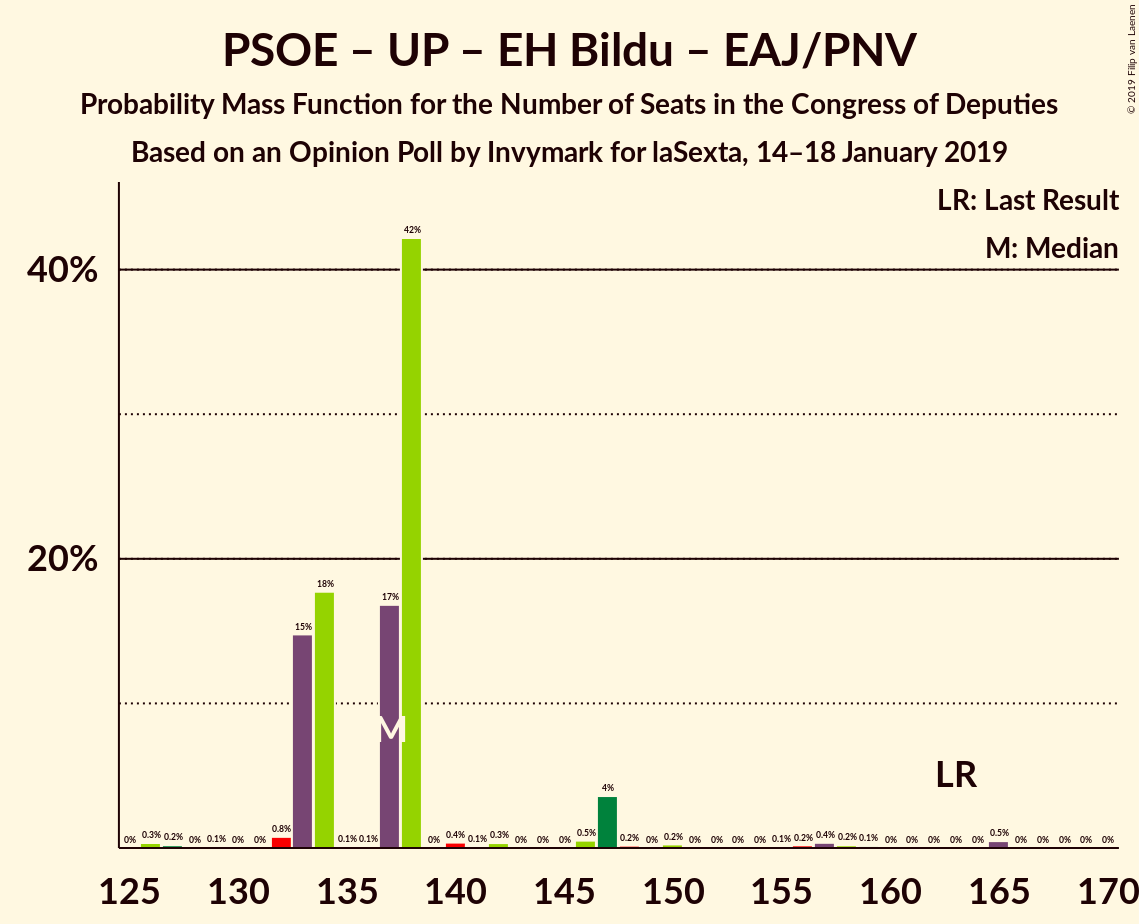 PSOE – UP – EH Bildu – EAJ/PNV
Probability Mass Function for the Number of Seats in the Congress of Deputies
Based on an Opinion Poll by Invymark for laSexta, 14–18 January 2019
© 2019 Filip van Laenen
LR: Last Result
M: Median
40%
20%
0% 0.3% 0.2% 0% 0.1% 0% 0% 0.8% 15% 18% 0.1% 0.1% 17% 42% 0% 0.4% 0.1% 0.3% 0% 0% 0% 0.5% 4% 0.2% 0% 0.2% 0% 0% 0% 0% 0.1% 0.2% 0.4% 0.2% 0.1% 0% 0% 0% 0% 0% 0.5% 0% 0% 0% 0% 0%
M
LR
125 130 135 140 145 150 155 160 165 170